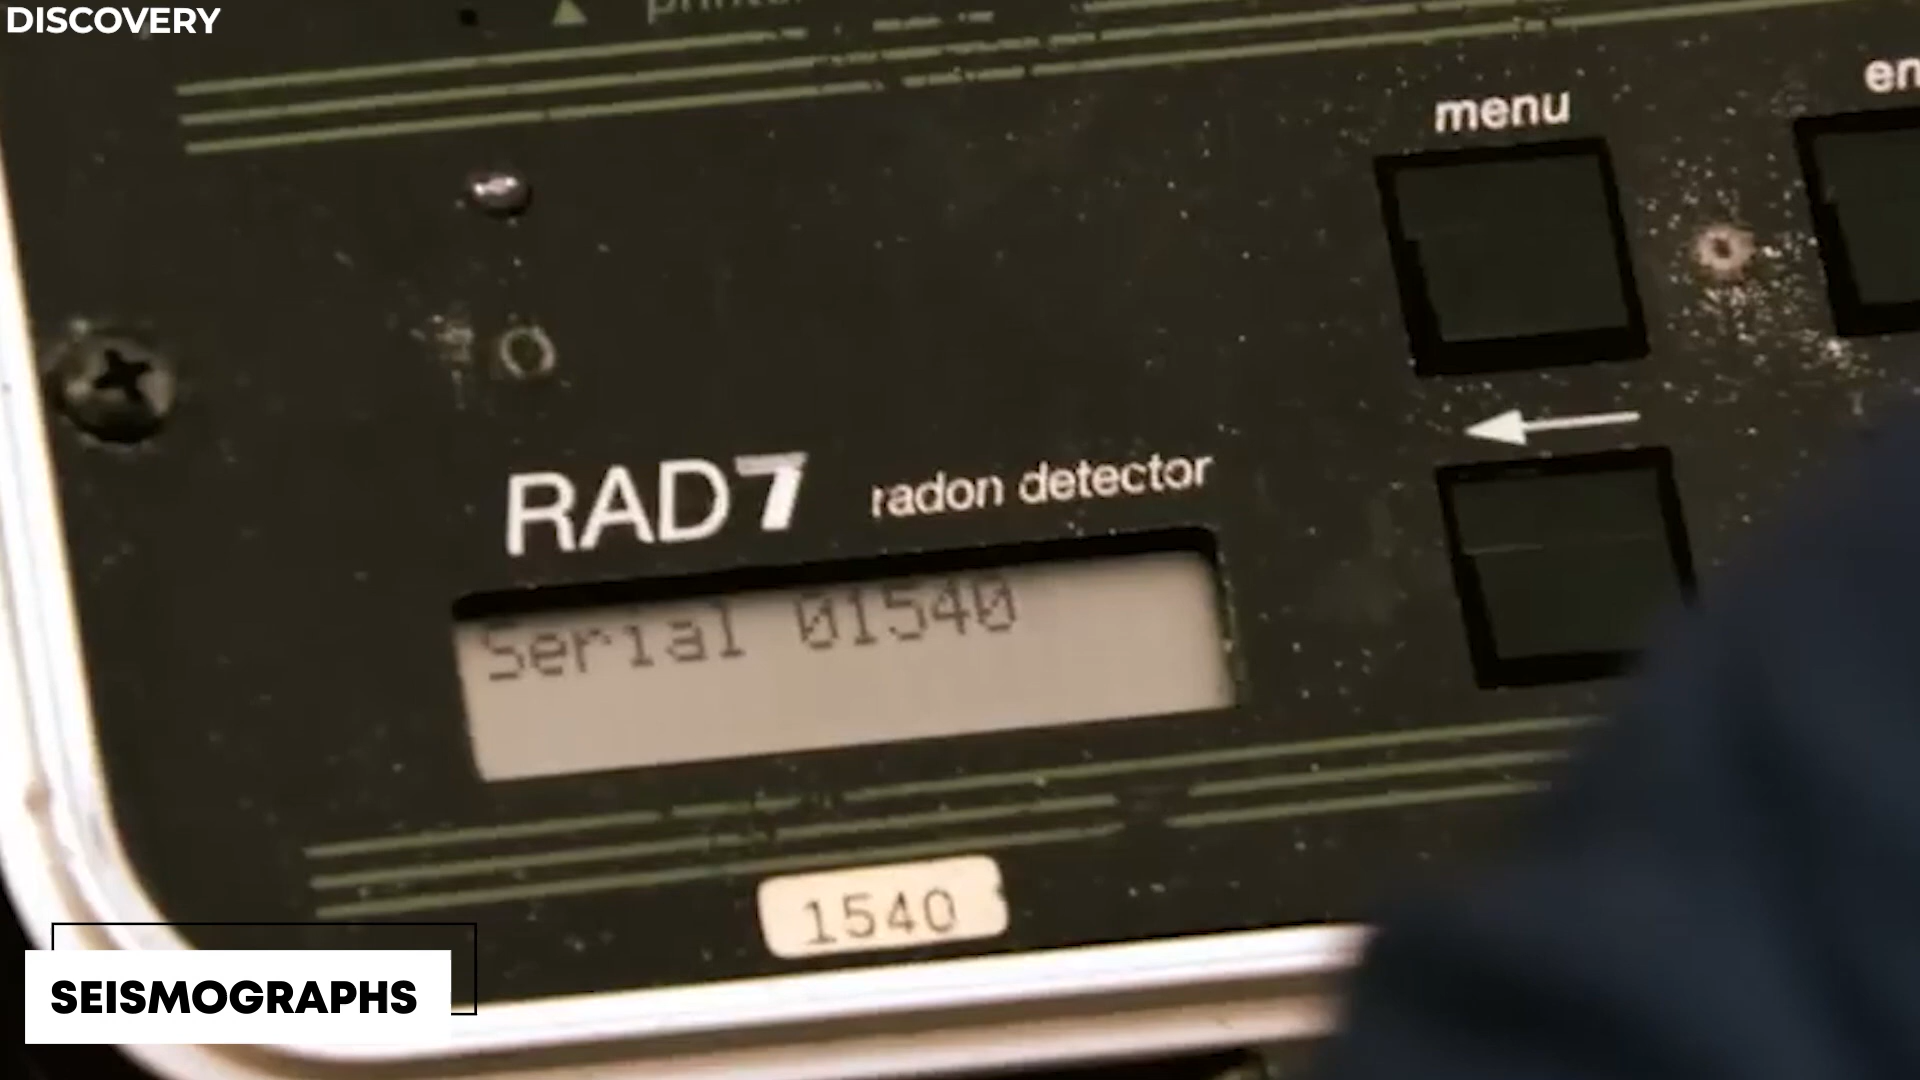 DISCOVERY
menu
RAD7 radon detector
Serial 01540
1540
SEISMOGRAPHS